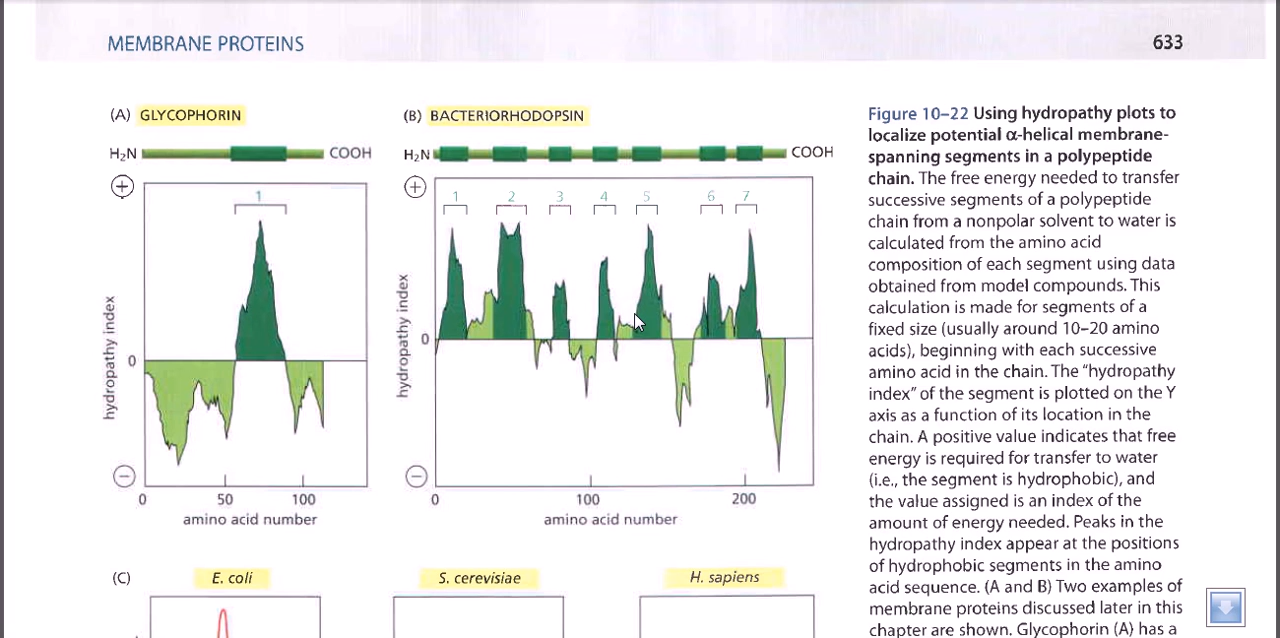 MEMBRANE PROTEINS
633
(A) GLYCOPHORIN
H₂N COOH
+
1
hydropathy index
0
−
0 50 100
amino acid number
(B) BACTERIORHODOPSIN
H₂N COOH
+
1 2 3 4 5 6 7
hydropathy index
0
−
0 100 200
amino acid number
(C) E. coli S. cerevisiae H. sapiens
Figure 10–22 Using hydropathy plots to
localize potential α-helical membrane-
spanning segments in a polypeptide
chain. The free energy needed to transfer
successive segments of a polypeptide
chain from a nonpolar solvent to water is
calculated from the amino acid
composition of each segment using data
obtained from model compounds. This
calculation is made for segments of a
fixed size (usually around 10–20 amino
acids), beginning with each successive
amino acid in the chain. The “hydropathy
index” of the segment is plotted on the Y
axis as a function of its location in the
chain. A positive value indicates that free
energy is required for transfer to water
(i.e., the segment is hydrophobic), and
the value assigned is an index of the
amount of energy needed. Peaks in the
hydropathy index appear at the positions
of hydrophobic segments in the amino
acid sequence. (A and B) Two examples of
membrane proteins discussed later in this
chapter are shown. Glycophorin (A) has a